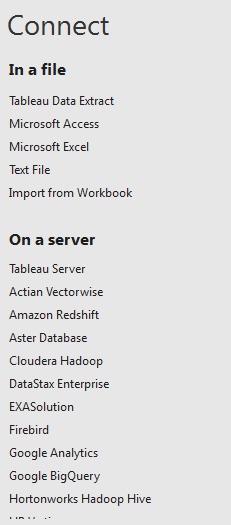 Connect
In a file
Tableau Data Extract
Microsoft Access
Microsoft Excel
Text File
Import from Workbook
On a server
Tableau Server
Actian Vectorwise
Amazon Redshift
Aster Database
Cloudera Hadoop
DataStax Enterprise
EXASolution
Firebird
Google Analytics
Google BigQuery
Hortonworks Hadoop Hive